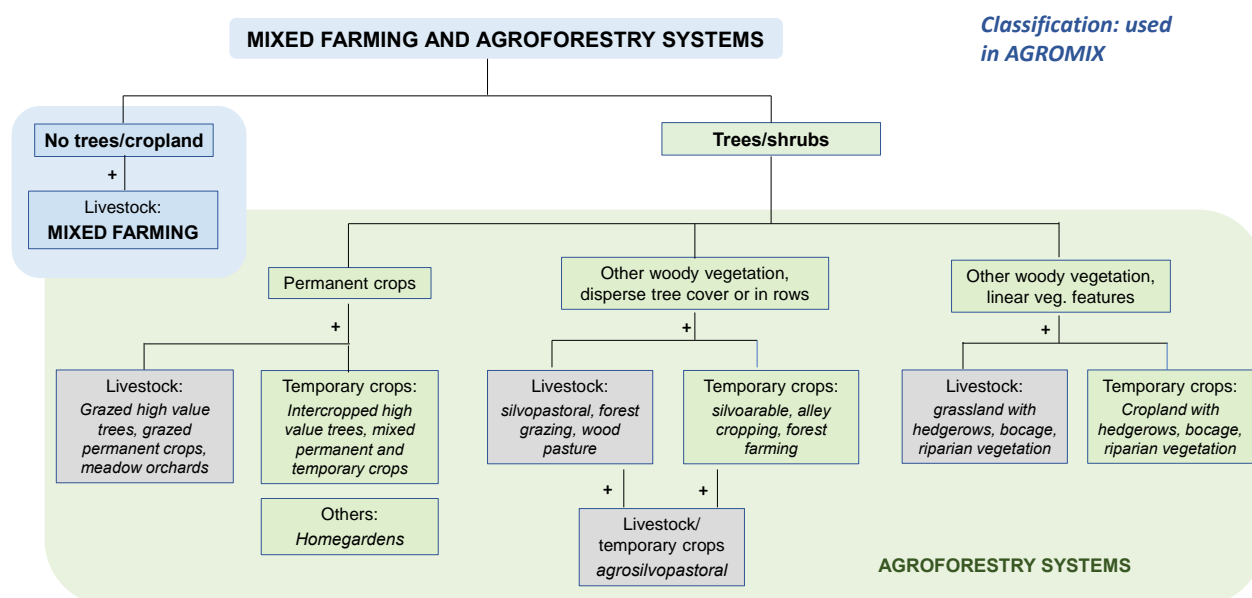 MIXED FARMING AND AGROFORESTRY SYSTEMS
Classification: used
in AGROMIX
No trees/cropland
+
Livestock:
MIXED FARMING
Trees/shrubs
Permanent crops
+
Other woody vegetation,
disperse tree cover or in rows
+
Other woody vegetation,
linear veg. features
+
Livestock:
Grazed high value
trees, grazed
permanent crops,
meadow orchards
Temporary crops:
Intercropped high
value trees, mixed
permanent and
temporary crops
Others:
Homegardens
Livestock:
silvopastoral, forest
grazing, wood
pasture
Temporary crops:
silvoarable, alley
cropping, forest
farming
+
+
Livestock/
temporary crops
agrosilvopastoral
Livestock:
grassland with
hedgerows, bocage,
riparian vegetation
Temporary crops:
Cropland with
hedgerows, bocage,
riparian vegetation
AGROFORESTRY SYSTEMS